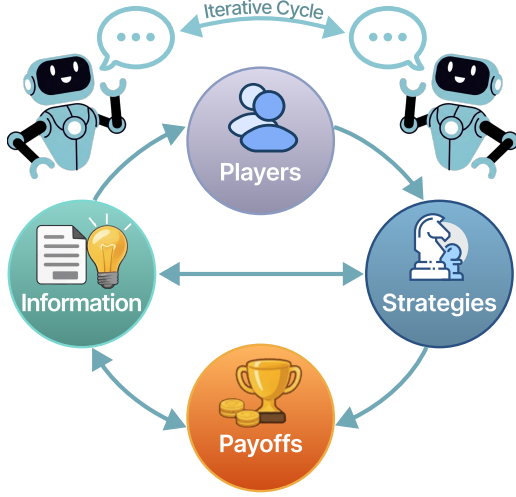 Iterative Cycle
Players
Information
Strategies
Payoffs